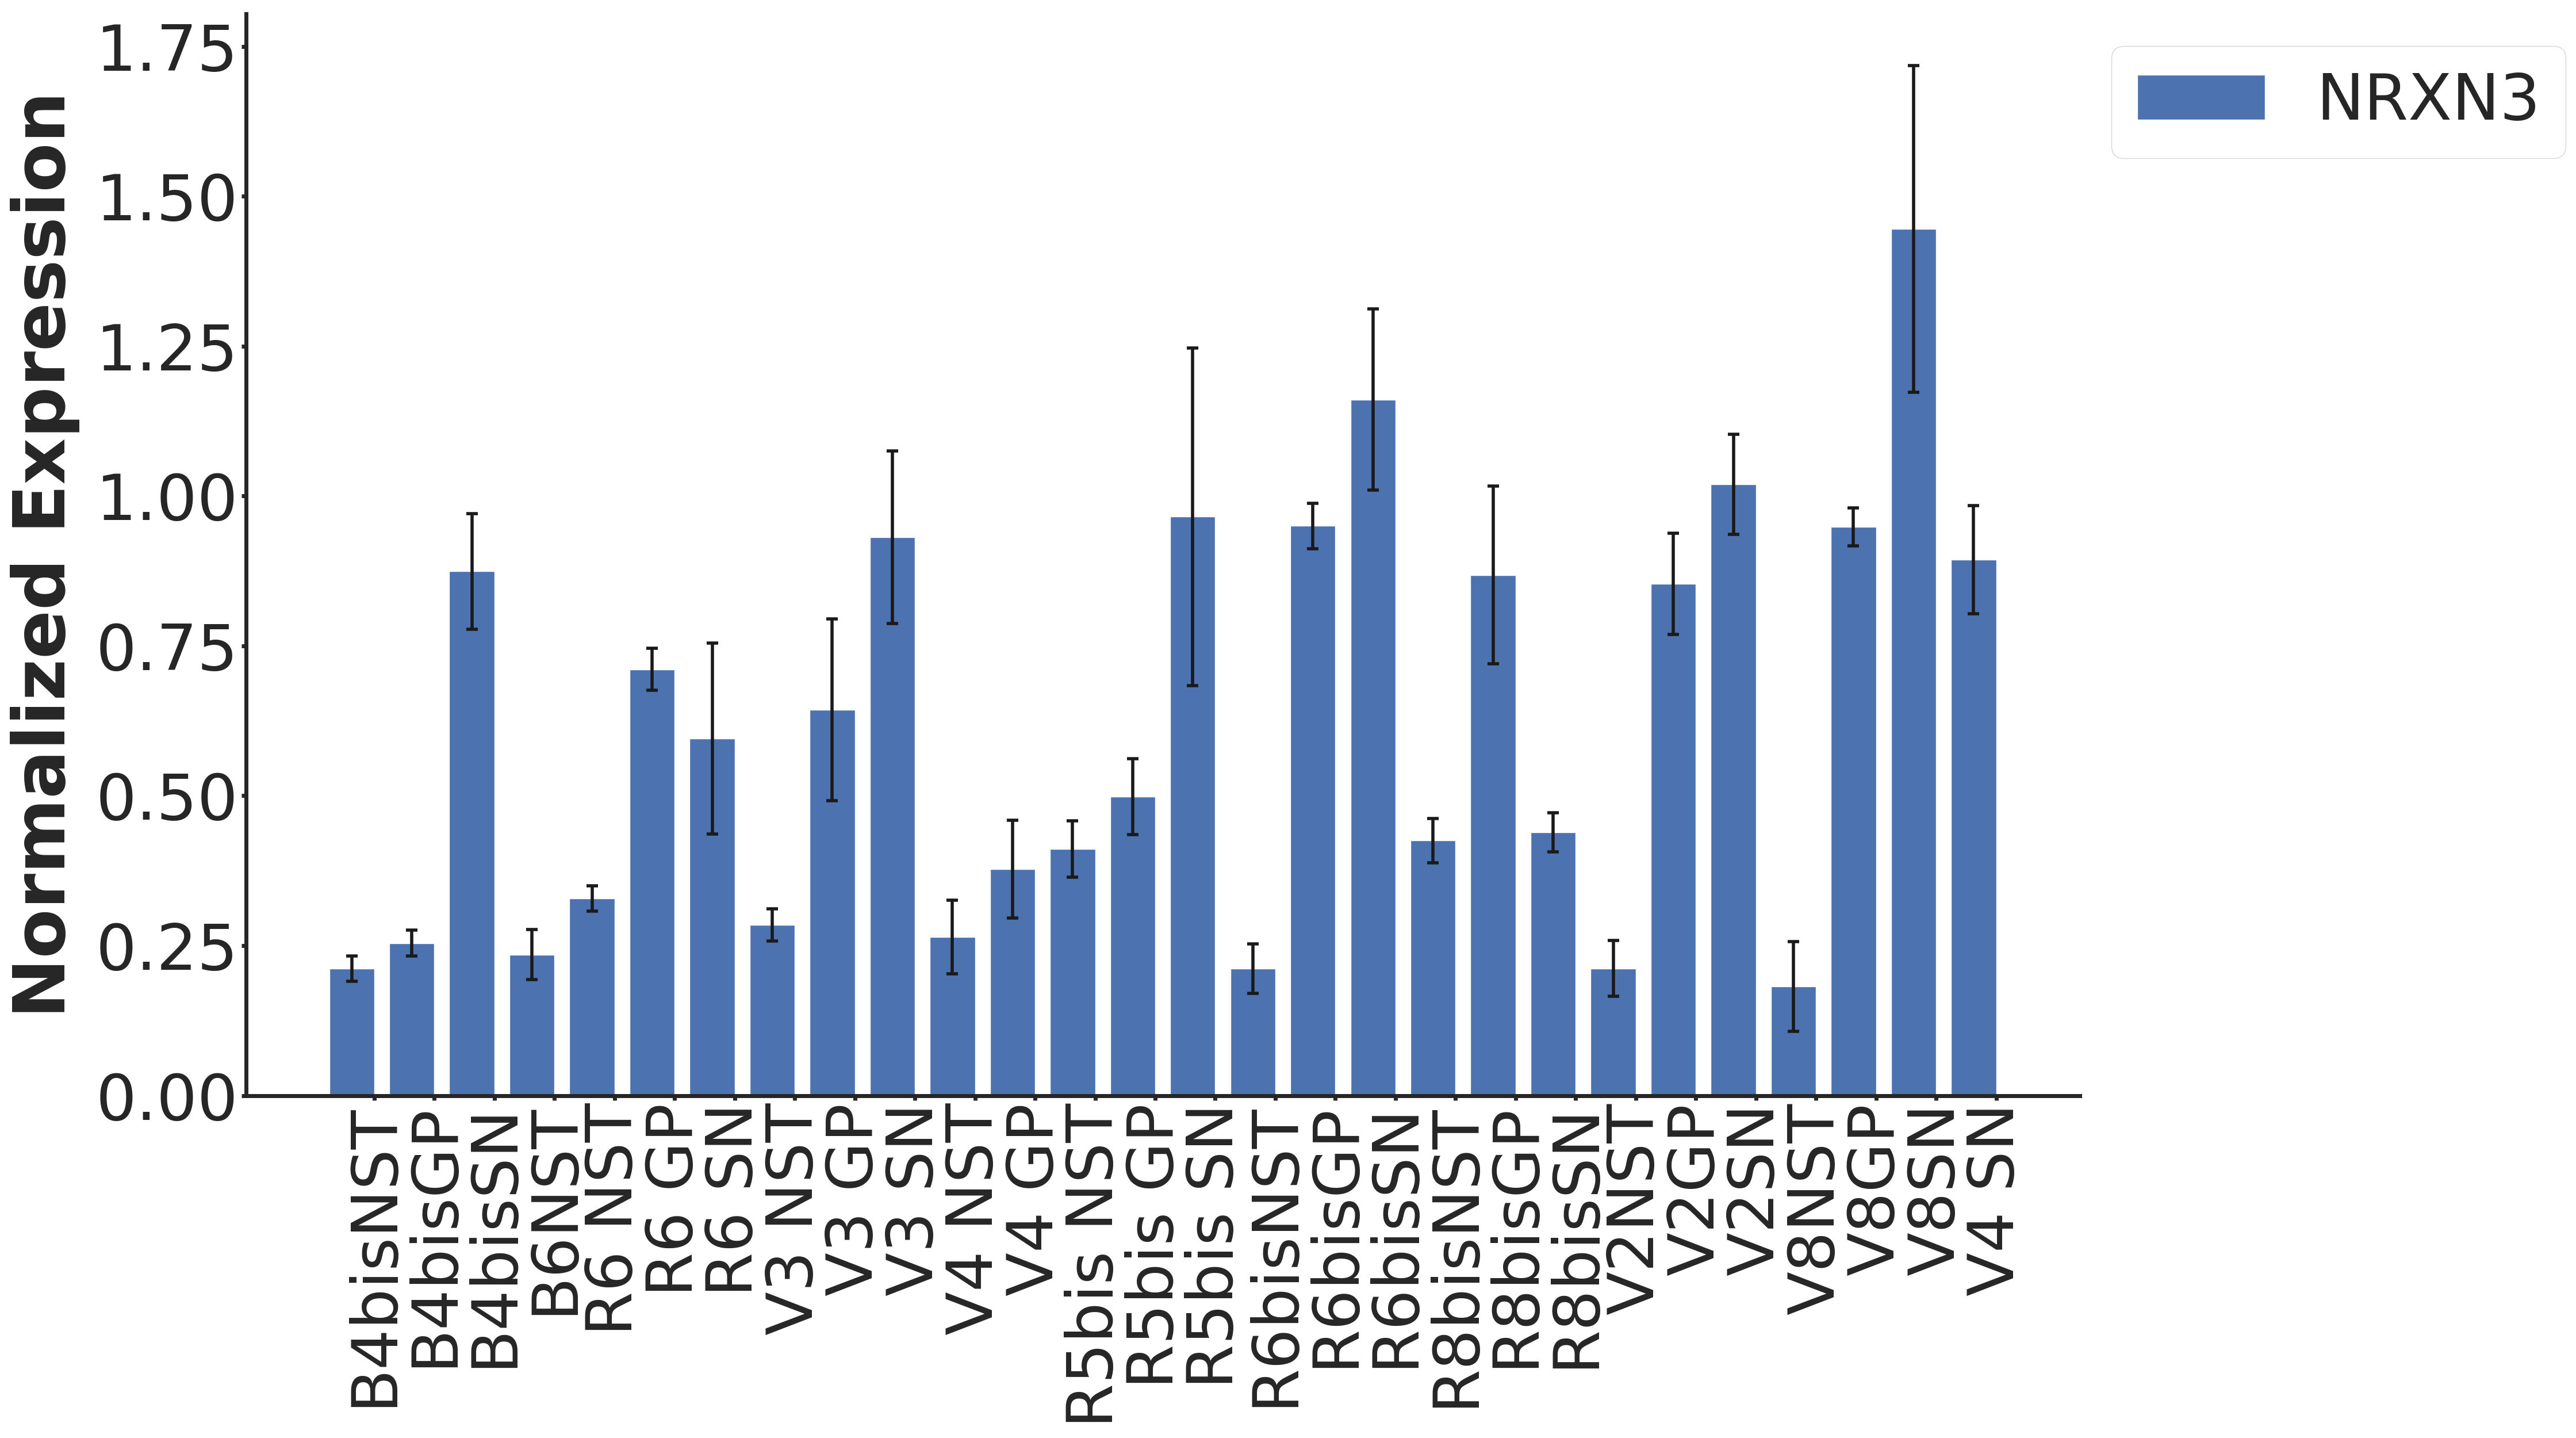 Normalized Expression
1.75
1.50
1.25
1.00
0.75
0.50
0.25
0.00
B4bisNST
B4bisGP
B4bisSN
B6NST
R6 NST
R6 GP
R6 SN
V3 NST
V3 GP
V3 SN
V4 NST
V4 GP
R5bis NST
R5bis GP
R5bis SN
R6bisNST
R6bisGP
R6bisSN
R8bisNST
R8bisGP
R8bisSN
V2NST
V2GP
V2SN
V8NST
V8GP
V8SN
V4 SN
NRXN3